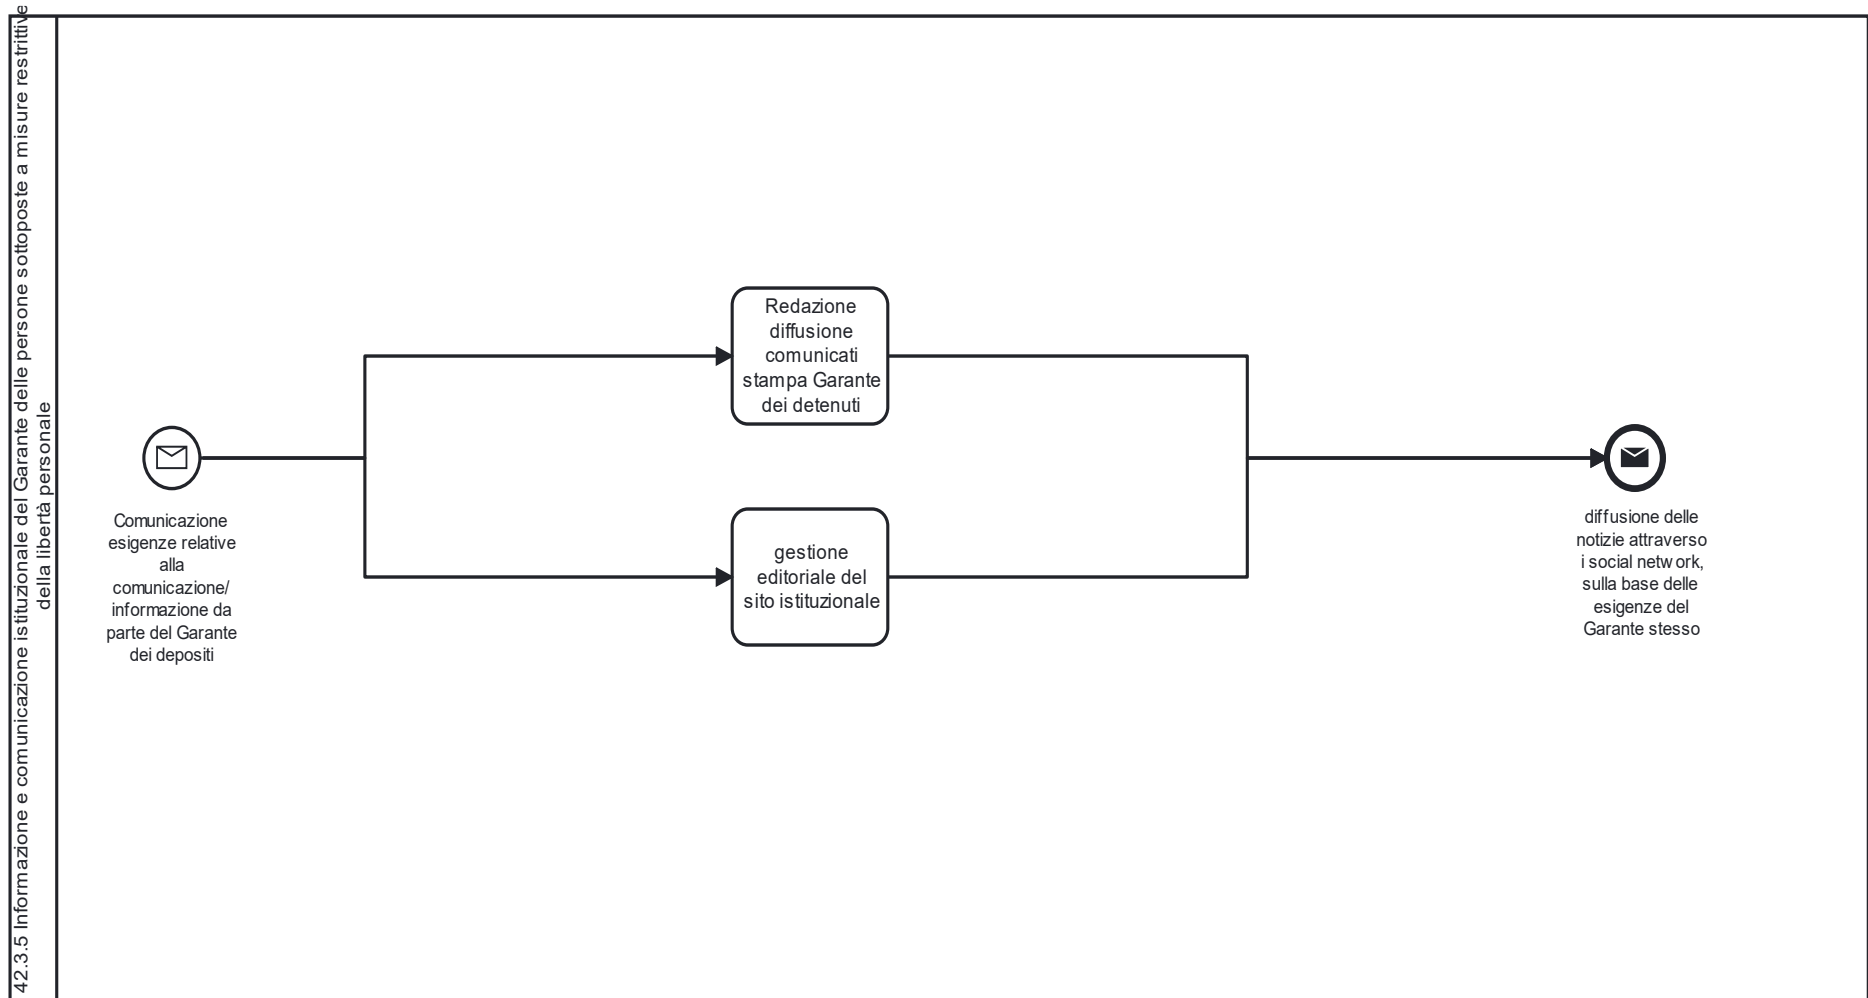 42.3.5 Informazione e comunicazione istituzionale del Garante delle persone sottoposte a misure restrittive
della libertà personale
Comunicazione
esigenze relative
alla
comunicazione/
informazione da
parte del Garante
dei depositi
Redazione
diffusione
comunicati
stampa Garante
dei detenuti
gestione
editoriale del
sito istituzionale
diffusione delle
notizie attraverso
i social network,
sulla base delle
esigenze del
Garante stesso